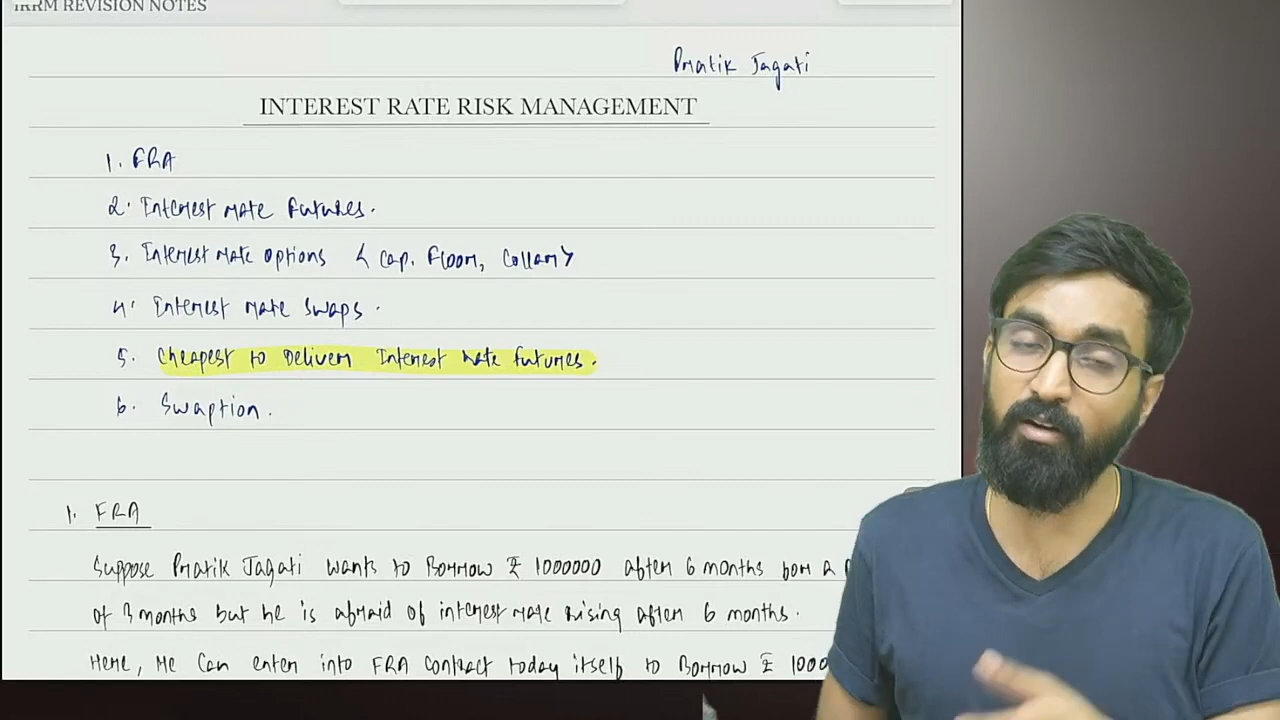 IRRM REVISION NOTES
Pratik Jagati
INTEREST RATE RISK MANAGEMENT
1. FRA
2. Interest rate futures.
3. Interest rate options < Cap, Floor, Collar>
4. Interest rate swaps.
5. Cheapest to Deliver Interest rate futures.
6. Swaption.
1. FRA
Suppose Pratik Jagati wants to Borrow ₹ 1000000 after 6 months for a
of 3 months but he is afraid of interest rate rising after 6 months.
Here, He can enter into FRA contract today itself to Borrow ₹ 1000